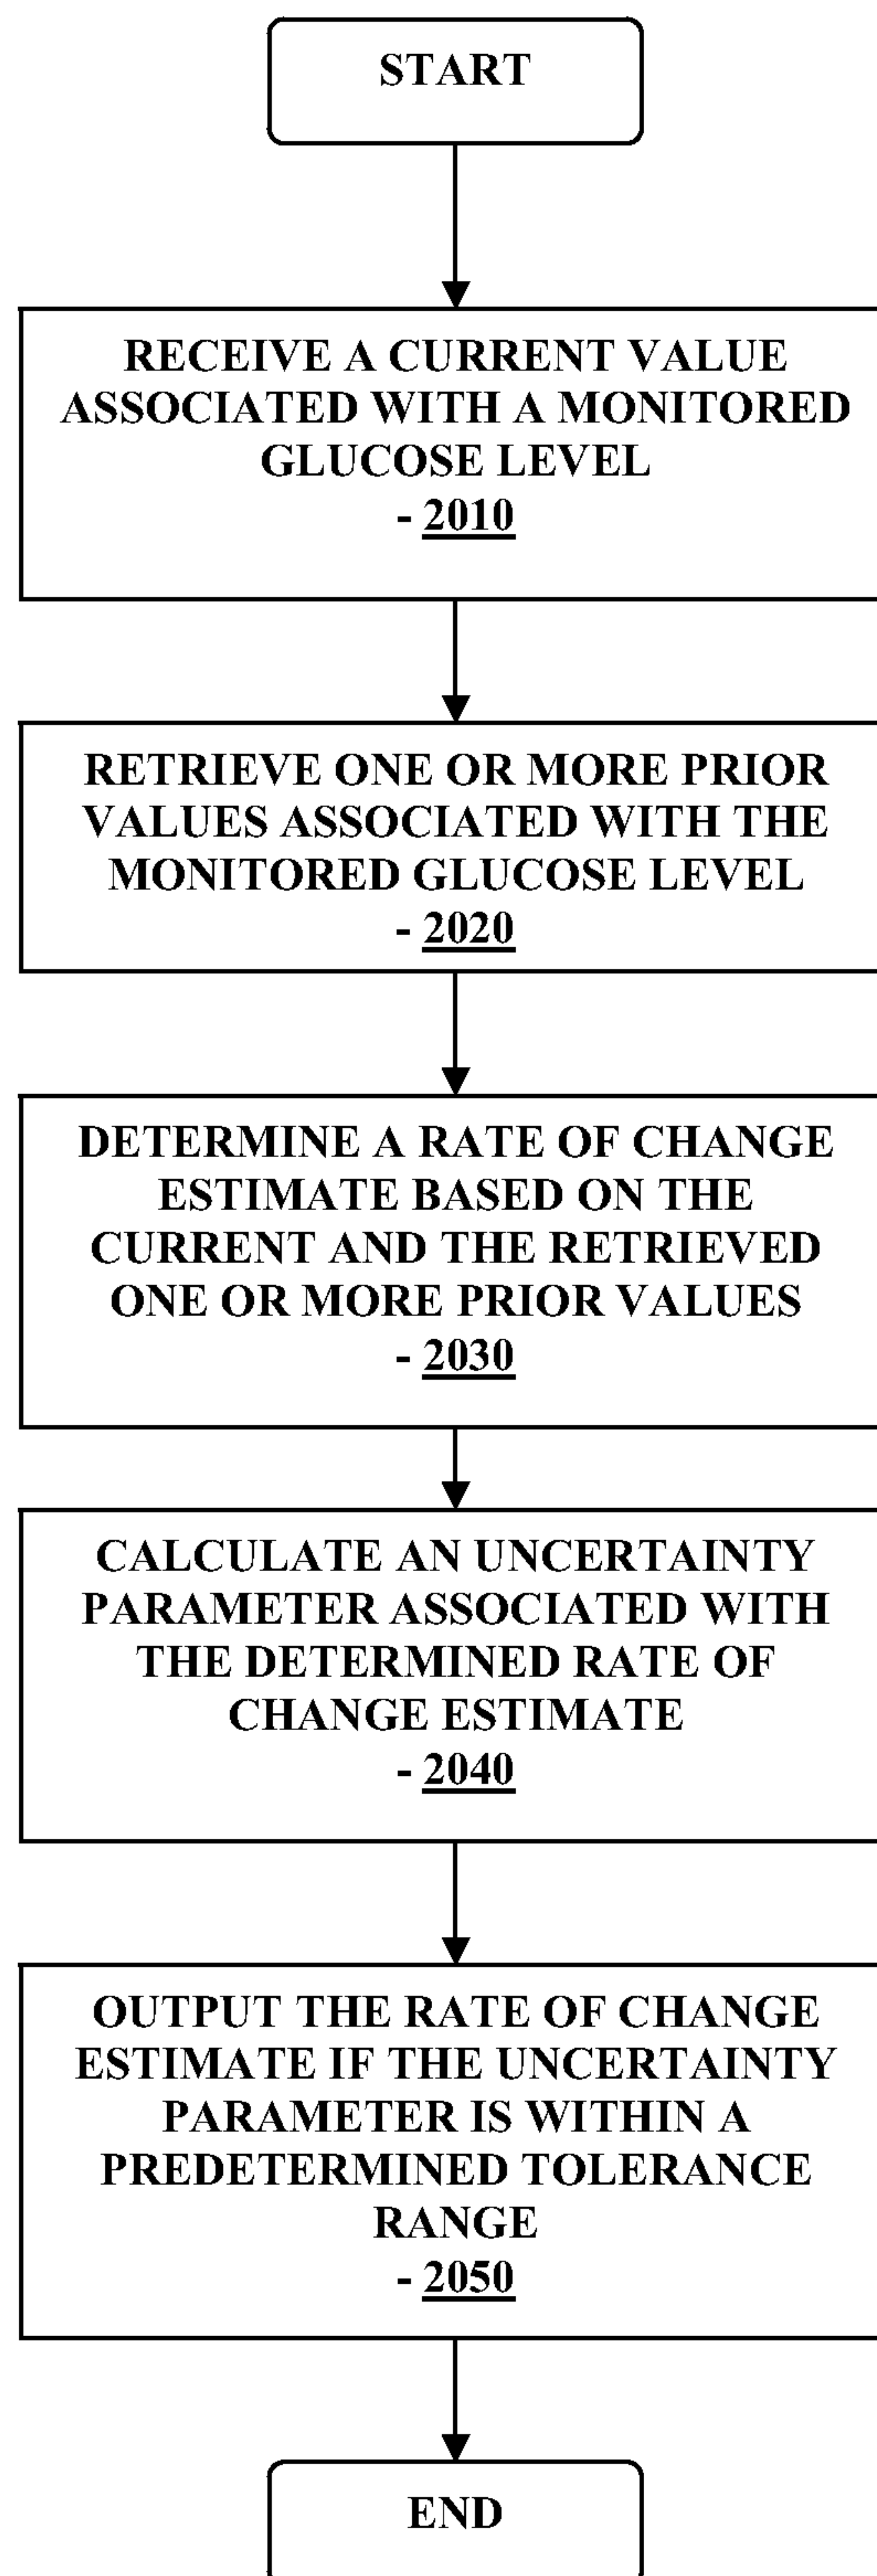 START
RECEIVE A CURRENT VALUE
ASSOCIATED WITH A MONITORED
GLUCOSE LEVEL
- 2010
RETRIEVE ONE OR MORE PRIOR
VALUES ASSOCIATED WITH THE
MONITORED GLUCOSE LEVEL
- 2020
DETERMINE A RATE OF CHANGE
ESTIMATE BASED ON THE
CURRENT AND THE RETRIEVED
ONE OR MORE PRIOR VALUES
- 2030
CALCULATE AN UNCERTAINTY
PARAMETER ASSOCIATED WITH
THE DETERMINED RATE OF
CHANGE ESTIMATE
- 2040
OUTPUT THE RATE OF CHANGE
ESTIMATE IF THE UNCERTAINTY
PARAMETER IS WITHIN A
PREDETERMINED TOLERANCE
RANGE
- 2050
END